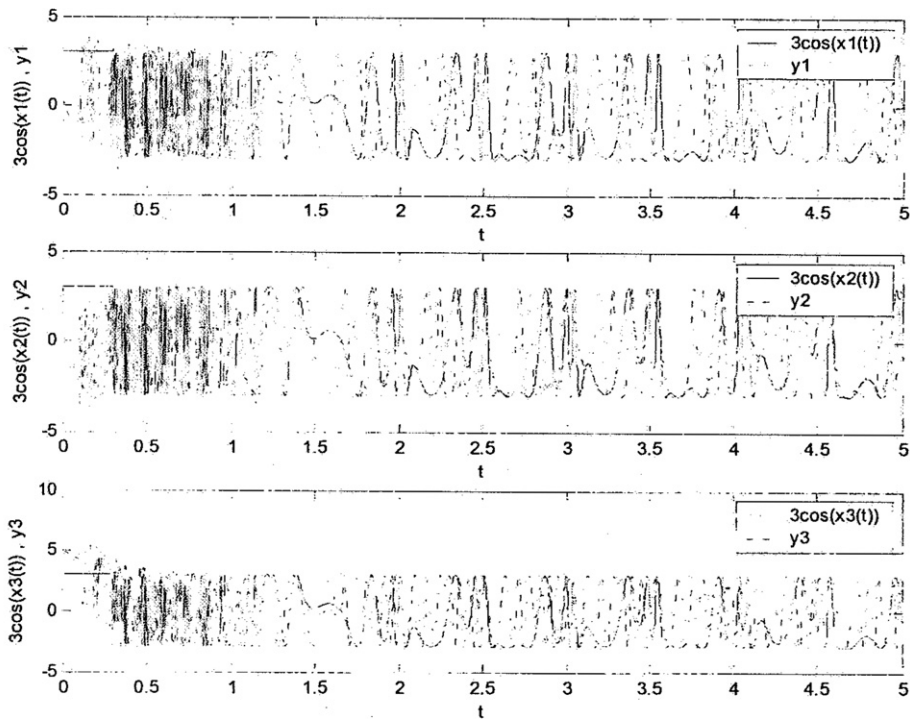 5
0
-5
3cos(x1(t)) , y1
3cos(x1(t))
y1
0 0.5 1 1.5 2 2.5 3 3.5 4 4.5 5
t
5
0
-5
3cos(x2(t)) , y2
3cos(x2(t))
y2
0 0.5 1 1.5 2 2.5 3 3.5 4 4.5 5
t
10
5
0
-5
3cos(x3(t)) , y3
3cos(x3(t))
y3
0 0.5 1 1.5 2 2.5 3 3.5 4 4.5 5
t